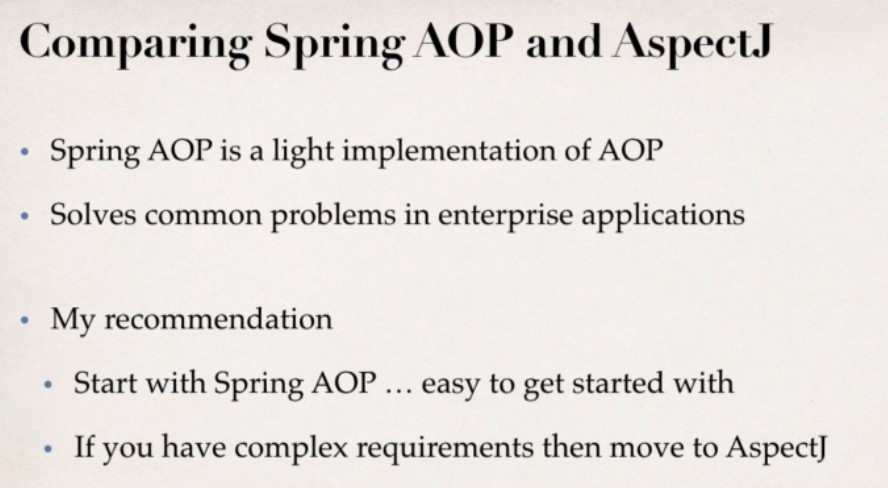 Comparing Spring AOP and AspectJ
• Spring AOP is a light implementation of AOP
• Solves common problems in enterprise applications
• My recommendation
• Start with Spring AOP … easy to get started with
• If you have complex requirements then move to AspectJ